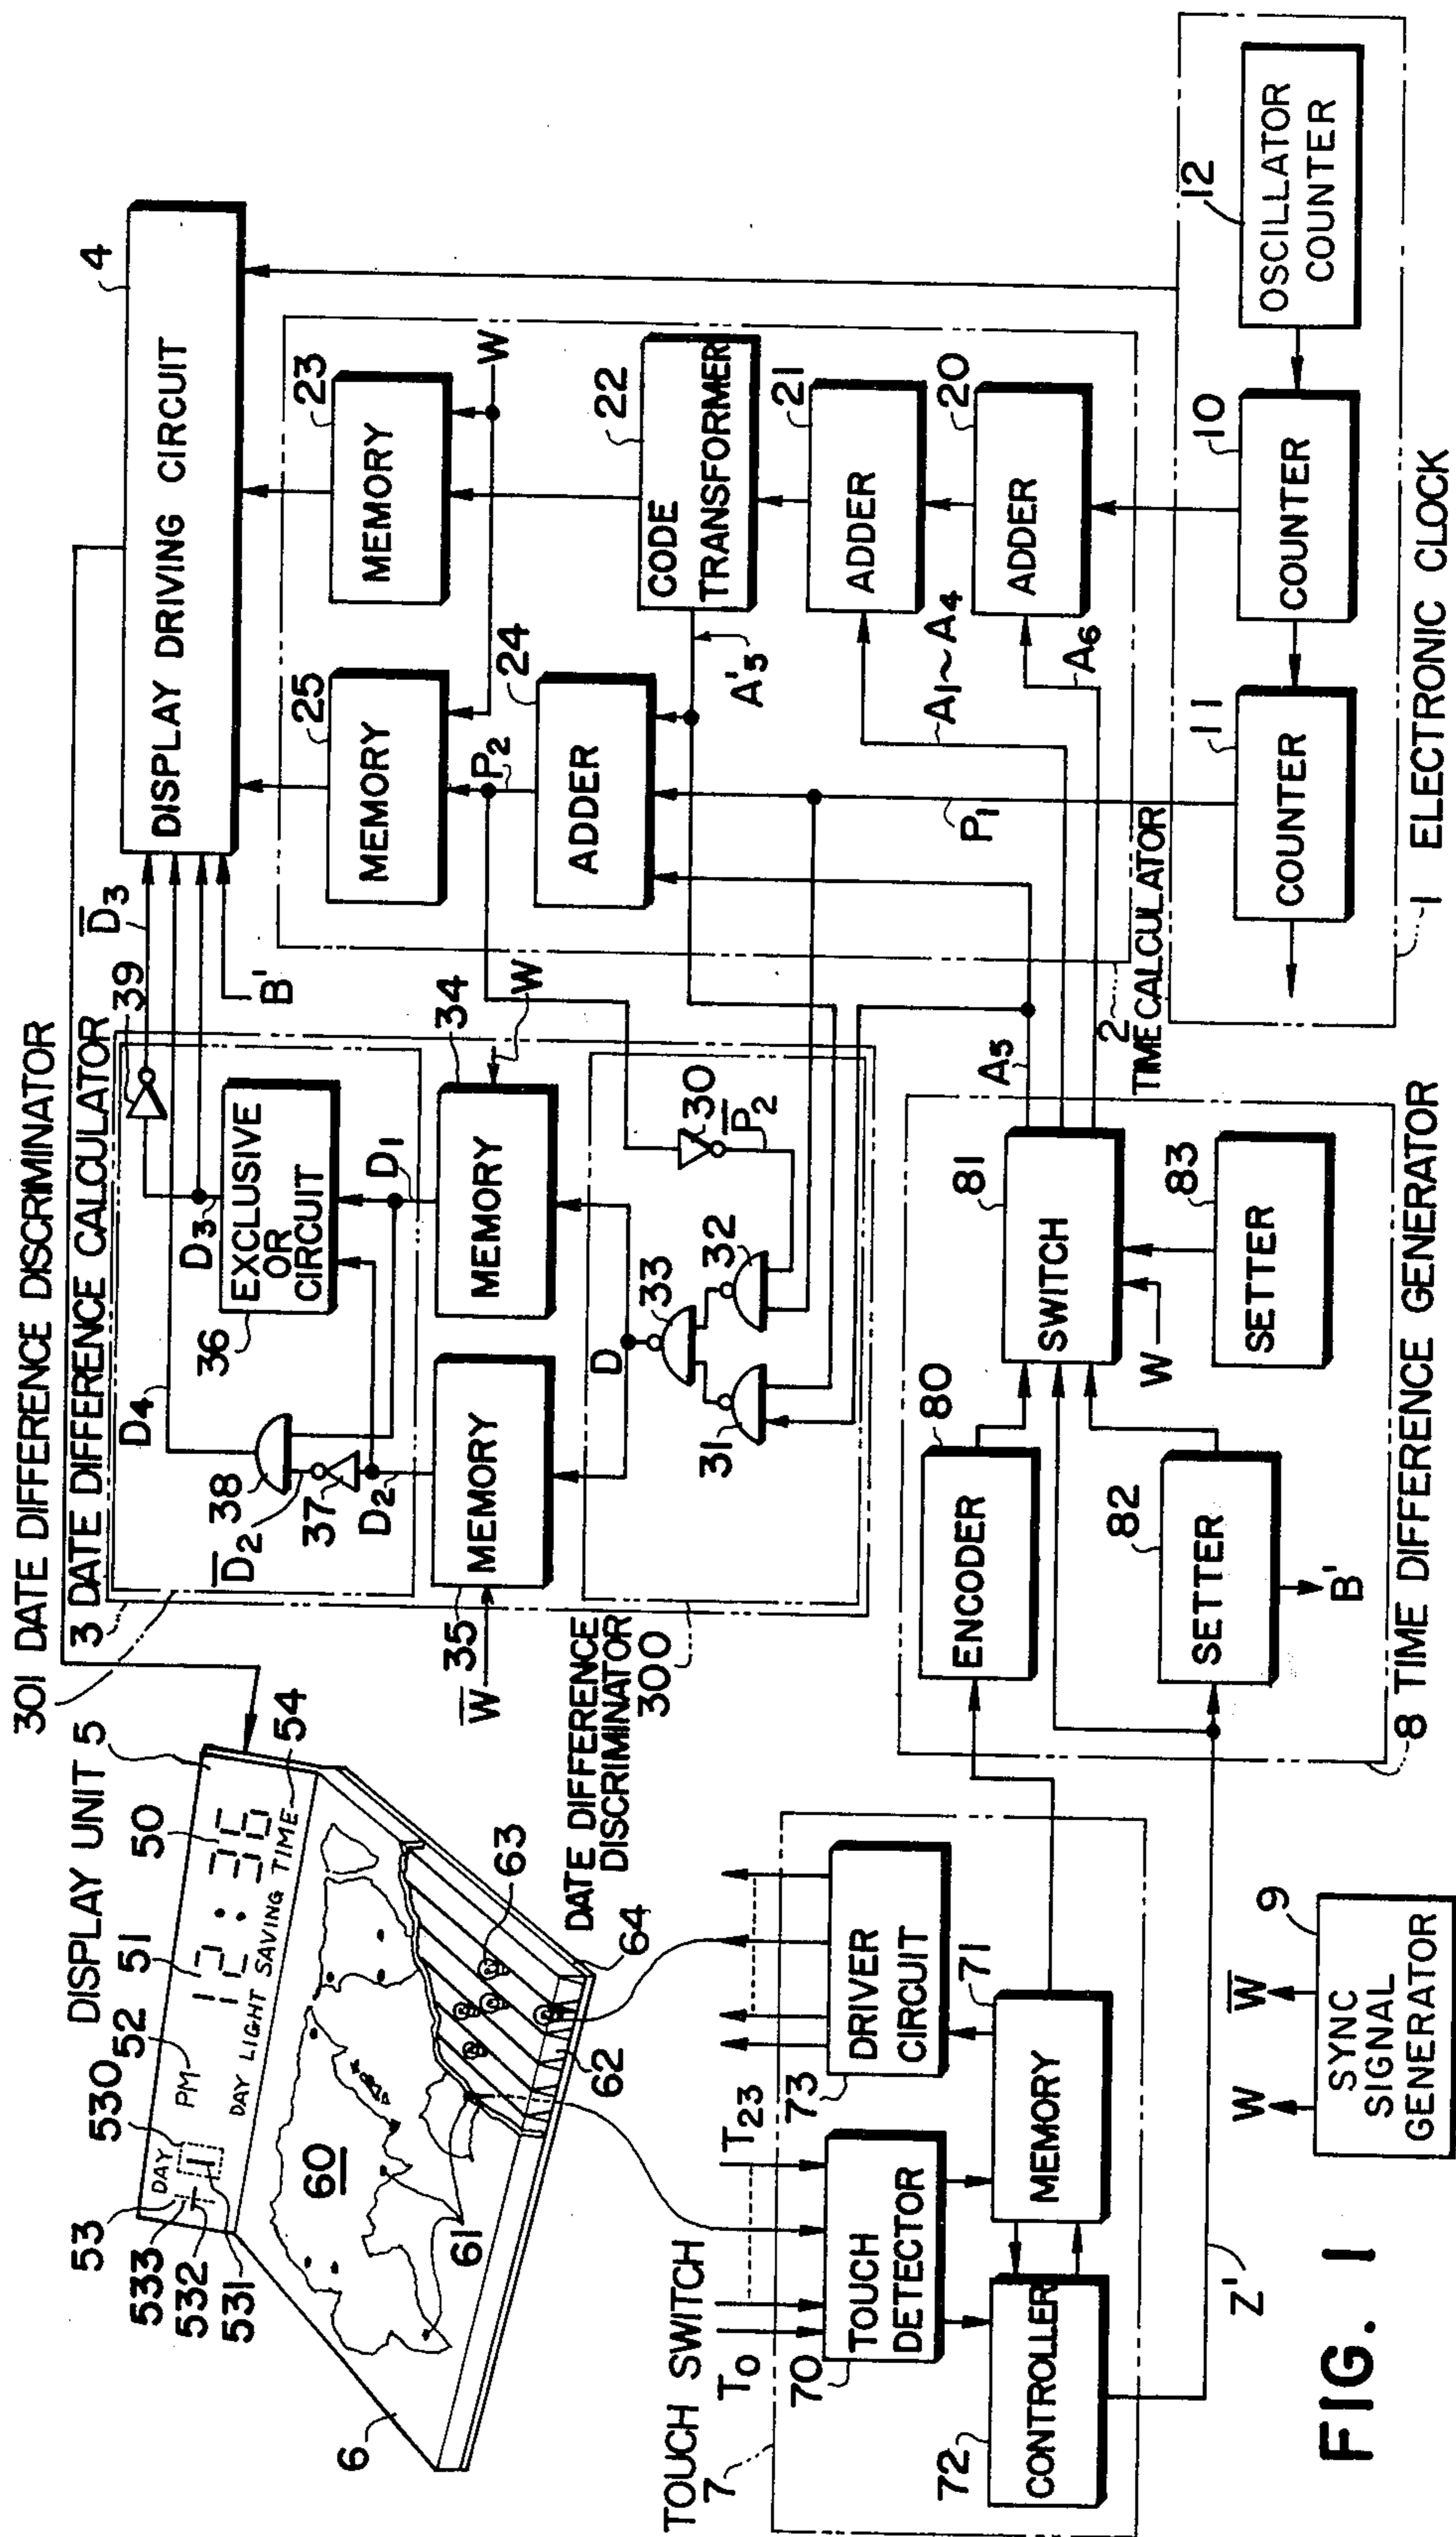 301 DATE DIFFERENCE DISCRIMINATOR
3 DATE DIFFERENCE CALCULATOR
DISPLAY UNIT 5
53
533
532
531
530
52
51
50
54
DAY
PM
12:36
DAY LIGHT SAVING TIME
6
60
61
62
63
64
D4
D̅2
38
37
D2
D3
36
EXCLUSIVE
OR
CIRCUIT
D1
39
D̅3
B'
4
DISPLAY DRIVING CIRCUIT
W̅
35
MEMORY
34
MEMORY
W
DATE DIFFERENCE
DISCRIMINATOR
300
D
33
31
32
30
P̅2
25
MEMORY
23
MEMORY
W
P2
24
ADDER
A'5
22
CODE
TRANSFORMER
21
ADDER
A1~A4
20
ADDER
A6
P1
2
TIME CALCULATOR
A5
TOUCH SWITCH
7
T0
T23
70
TOUCH
DETECTOR
73
DRIVER
CIRCUIT
72
CONTROLLER
71
MEMORY
Z'
80
ENCODER
81
SWITCH
W
82
SETTER
B'
83
SETTER
8 TIME DIFFERENCE GENERATOR
11
COUNTER
10
COUNTER
12
OSCILLATOR
COUNTER
1 ELECTRONIC CLOCK
W
W̅
9
SYNC
SIGNAL
GENERATOR
FIG. 1